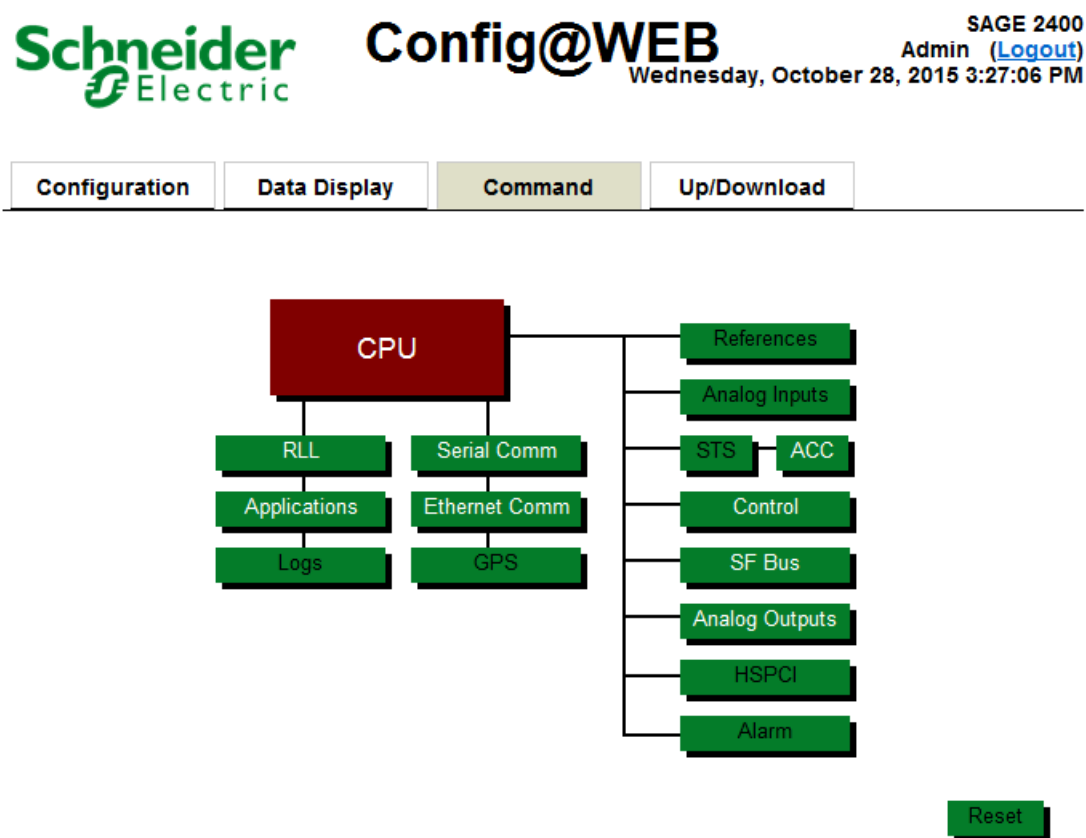 Schneider Electric
Config@WEB
SAGE 2400
Admin (Logout)
Wednesday, October 28, 2015 3:27:06 PM
Configuration
Data Display
Command
Up/Download
CPU
RLL
Serial Comm
Applications
Ethernet Comm
Logs
GPS
References
Analog Inputs
STS
ACC
Control
SF Bus
Analog Outputs
HSPCI
Alarm
Reset